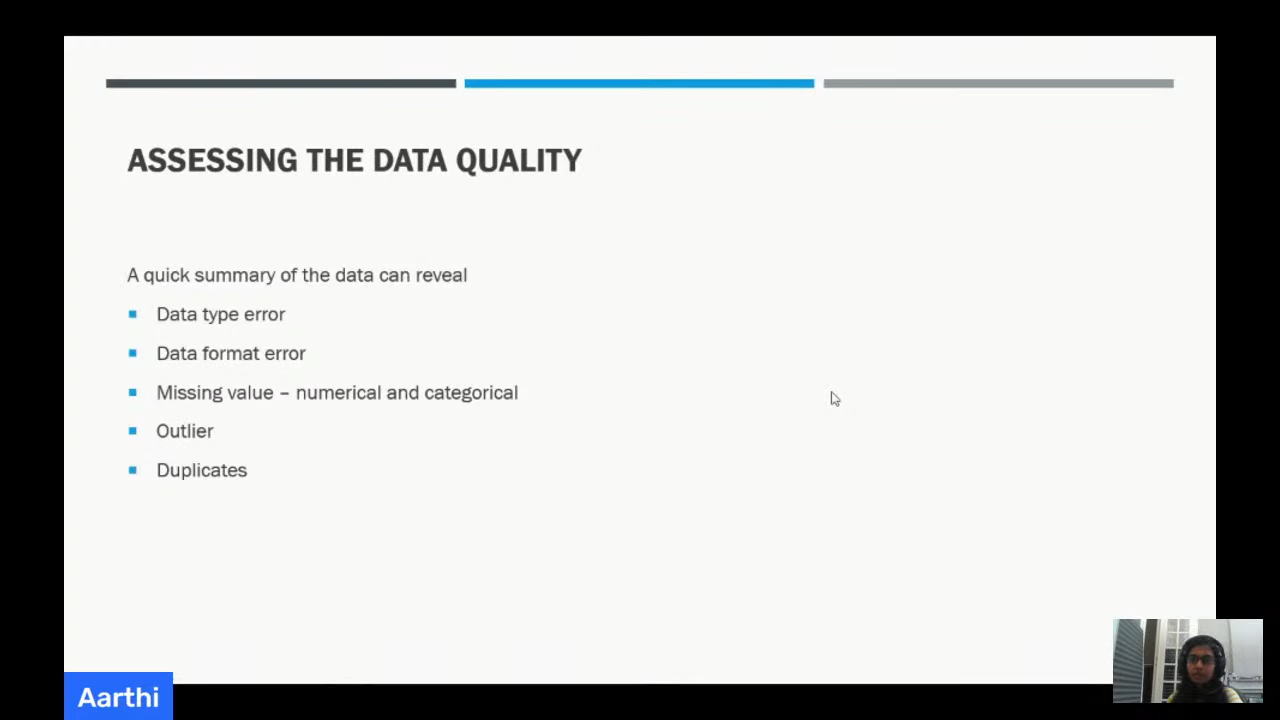 ASSESSING THE DATA QUALITY
A quick summary of the data can reveal
Data type error
Data format error
Missing value – numerical and categorical
Outlier
Duplicates
Aarthi